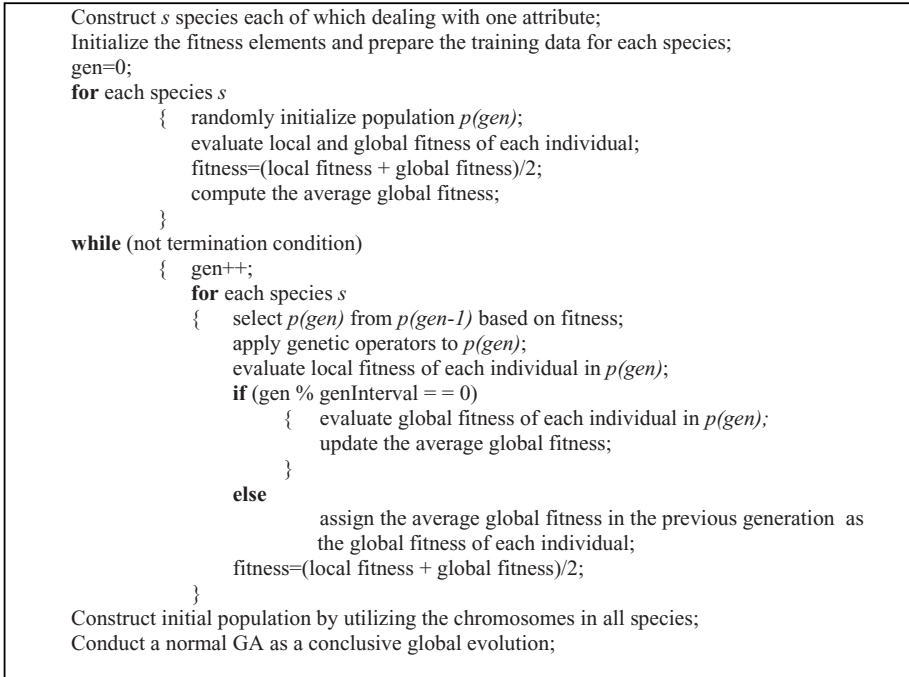 Construct s species each of which dealing with one attribute;
Initialize the fitness elements and prepare the training data for each species;
gen=0;
for each species s
{ randomly initialize population p(gen);
evaluate local and global fitness of each individual;
fitness=(local fitness + global fitness)/2;
compute the average global fitness;
}
while (not termination condition)
{ gen++;
for each species s
{ select p(gen) from p(gen-1) based on fitness;
apply genetic operators to p(gen);
evaluate local fitness of each individual in p(gen);
if (gen % genInterval = = 0)
{ evaluate global fitness of each individual in p(gen);
update the average global fitness;
}
else
assign the average global fitness in the previous generation as
the global fitness of each individual;
fitness=(local fitness + global fitness)/2;
}
Construct initial population by utilizing the chromosomes in all species;
Conduct a normal GA as a conclusive global evolution;